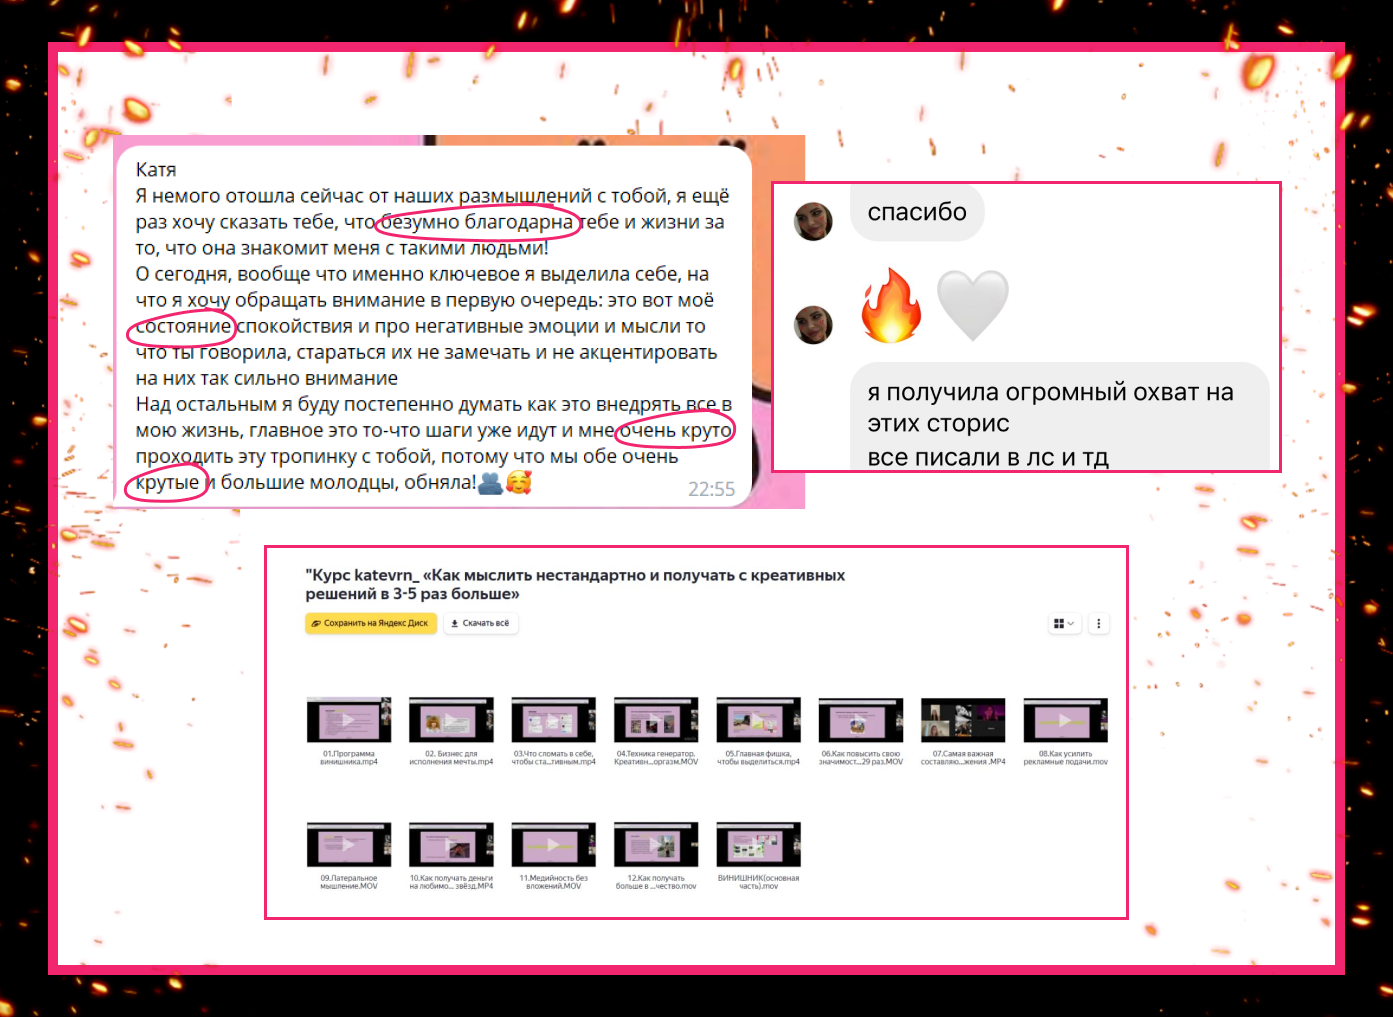 Катя
Я немого отошла сейчас от наших размышлений с тобой, я ещё
раз хочу сказать тебе, что безумно благодарна тебе и жизни за
то, что она знакомит меня с такими людьми!
О сегодня, вообще что именно ключевое я выделила себе, на
что я хочу обращать внимание в первую очередь: это вот моё
состояние спокойствия и про негативные эмоции и мысли то
что ты говорила, стараться их не замечать и не акцентировать
на них так сильно внимание
Над остальным я буду постепенно думать как это внедрять все в
мою жизнь, главное это то-что шаги уже идут и мне очень круто
проходить эту тропинку с тобой, потому что мы обе очень
крутые и большие молодцы, обняла!🫂🥰
22:55
спасибо
🔥🤍
я получила огромный охват на
этих сторис
все писали в лс и тд
"Курс katevrn_ «Как мыслить нестандартно и получать с креативных
решений в 3-5 раз больше»
Сохранить на Яндекс Диск
Скачать всё
01.Программа
винишника.mp4
02. Бизнес для
исполнения мечты.mp4
03.Что сломать в себе,
чтобы ста...тивным.mp4
04.Техника генератор.
Креативн...оргазм.MOV
05.Главная фишка,
чтобы выделиться.mp4
06.Как повысить свою
значимост...29 раз.MOV
07.Самая важная
составляю...жения .MP4
08.Как усилить
рекламные подачи.mov
09.Латеральное
мышление.MOV
10.Как получать деньги
на любимо... звёзд.MP4
11.Медийность без
вложений.MOV
12.Как получать
больше в ...чество.mov
ВИНИШНИК(основная
часть).mov